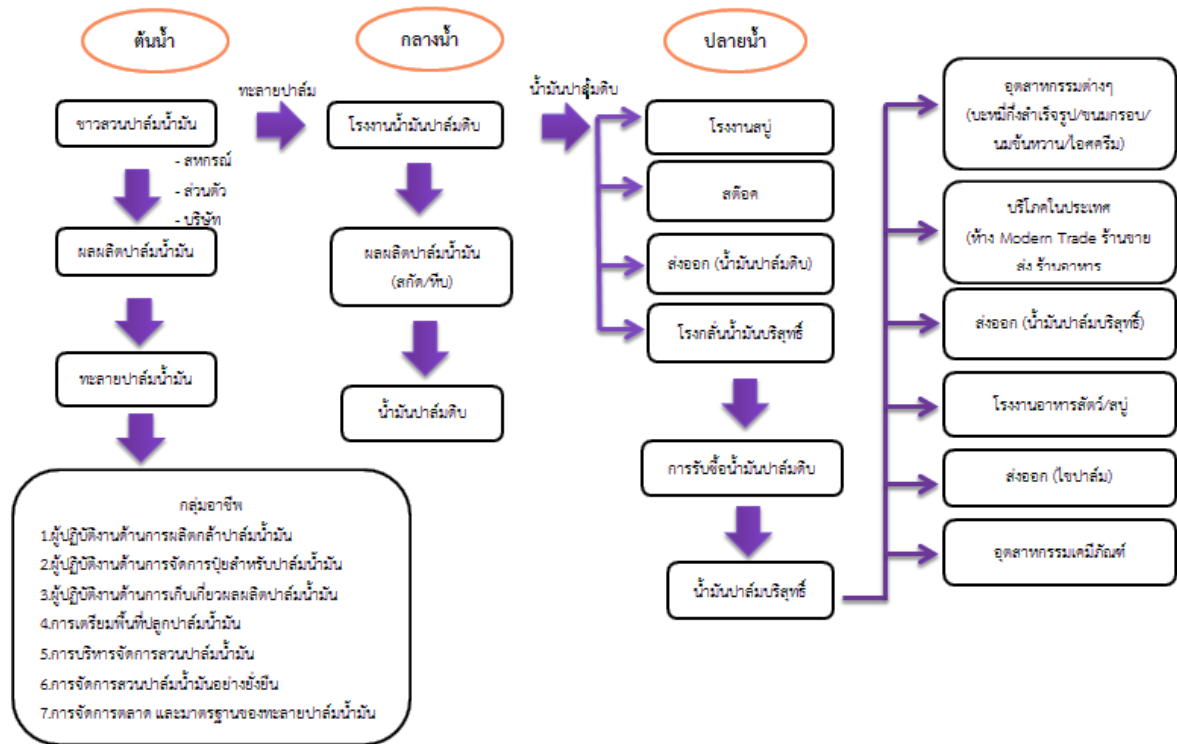 ต้นน้ำ
กลางน้ำ
ปลายน้ำ
ทะลายปาล์ม
น้ำมันปาล์มดิบ
ชาวสวนปาล์มน้ำมัน
- สหกรณ์
- ส่วนตัว
- บริษัท
ผลผลิตปาล์มน้ำมัน
ทะลายปาล์มน้ำมัน
กลุ่มอาชีพ
1.ผู้ปฏิบัติงานด้านการผลิตกล้าปาล์มน้ำมัน
2.ผู้ปฏิบัติงานด้านการจัดการปุ๋ยสำหรับปาล์มน้ำมัน
3.ผู้ปฏิบัติงานด้านการเก็บเกี่ยวผลผลิตปาล์มน้ำมัน
4.การเตรียมพื้นที่ปลูกปาล์มน้ำมัน
5.การบริหารจัดการสวนปาล์มน้ำมัน
6.การจัดการสวนปาล์มน้ำมันอย่างยั่งยืน
7.การจัดการตลาด และมาตรฐานของทะลายปาล์มน้ำมัน
โรงงานน้ำมันปาล์มดิบ
ผลผลิตปาล์มน้ำมัน
(สกัด/หีบ)
น้ำมันปาล์มดิบ
โรงงานสบู่
สต๊อค
ส่งออก (น้ำมันปาล์มดิบ)
โรงกลั่นน้ำมันบริสุทธิ์
การรับซื้อน้ำมันปาล์มดิบ
น้ำมันปาล์มบริสุทธิ์
อุตสาหกรรมต่างๆ
(บะหมี่กึ่งสำเร็จรูป/ขนมกรอบ/
นมข้นหวาน/ไอศครีม)
บริโภคในประเทศ
(ห้าง Modern Trade ร้านขาย
ส่ง ร้านอาหาร
ส่งออก (น้ำมันปาล์มบริสุทธิ์)
โรงงานอาหารสัตว์/สบู่
ส่งออก (ไขปาล์ม)
อุตสาหกรรมเคมีภัณฑ์